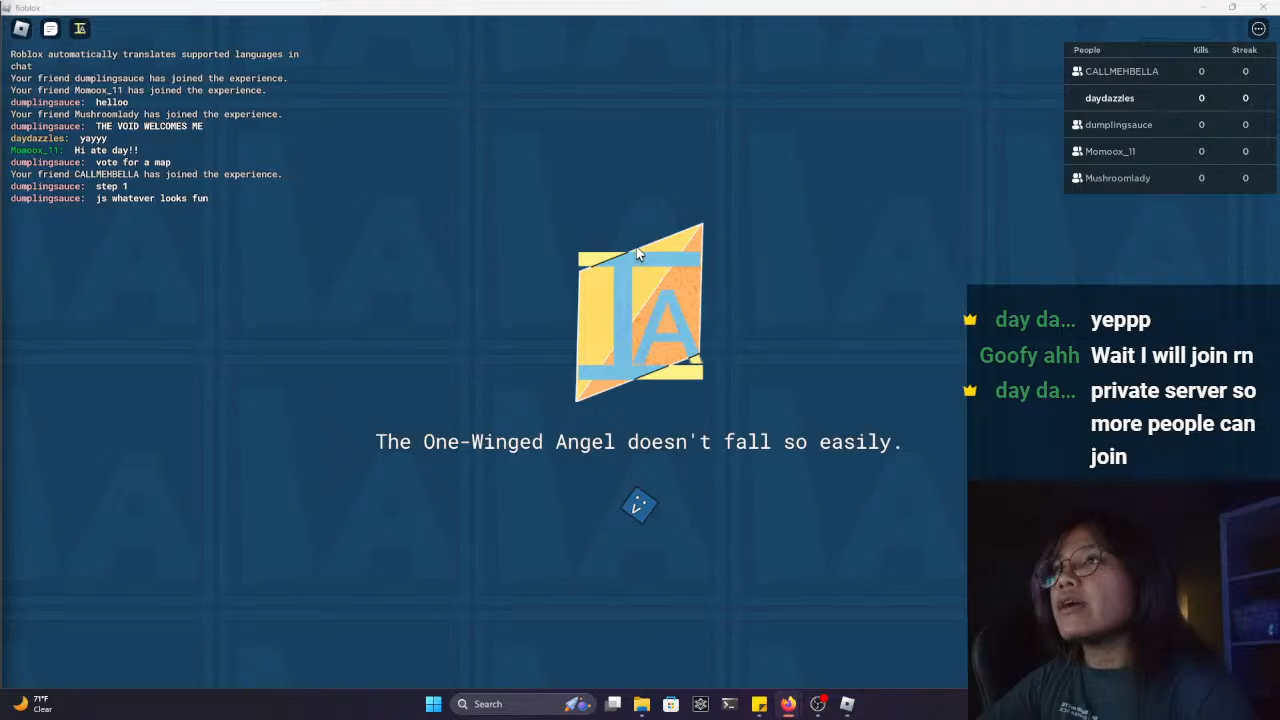 Roblox
Roblox automatically translates supported languages in
chat
Your friend dumplingsauce has joined the experience.
Your friend Momoox_11 has joined the experience.
dumplingsauce: helloo
Your friend Mushroomlady has joined the experience.
dumplingsauce: THE VOID WELCOMES ME
daydazzles: yayyy
Momoox_11: Hi ate day!!
dumplingsauce: vote for a map
Your friend CALLMEHBELLA has joined the experience.
dumplingsauce: step 1
dumplingsauce: js whatever looks fun
People Kills Streak
CALLMEHBELLA 0 0
daydazzles 0 0
dumplingsauce 0 0
Momoox_11 0 0
Mushroomlady 0 0
IA
The One-Winged Angel doesn't fall so easily.
day da... yeppp
Goofy ahh Wait I will join rn
day da... private server so
more people can
join
71°F
Clear
Search